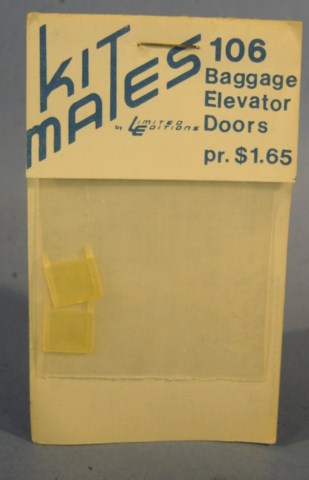 KiT
MATES
by LIMITED
EDITIONS
106
Baggage
Elevator
Doors
pr. $1.65